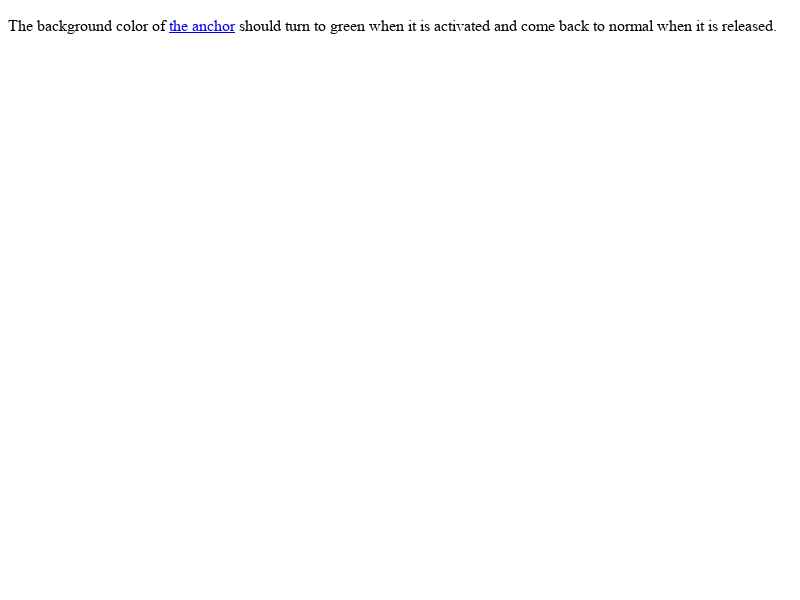 The background color of the anchor should turn to green when it is activated and come back to normal when it is released.